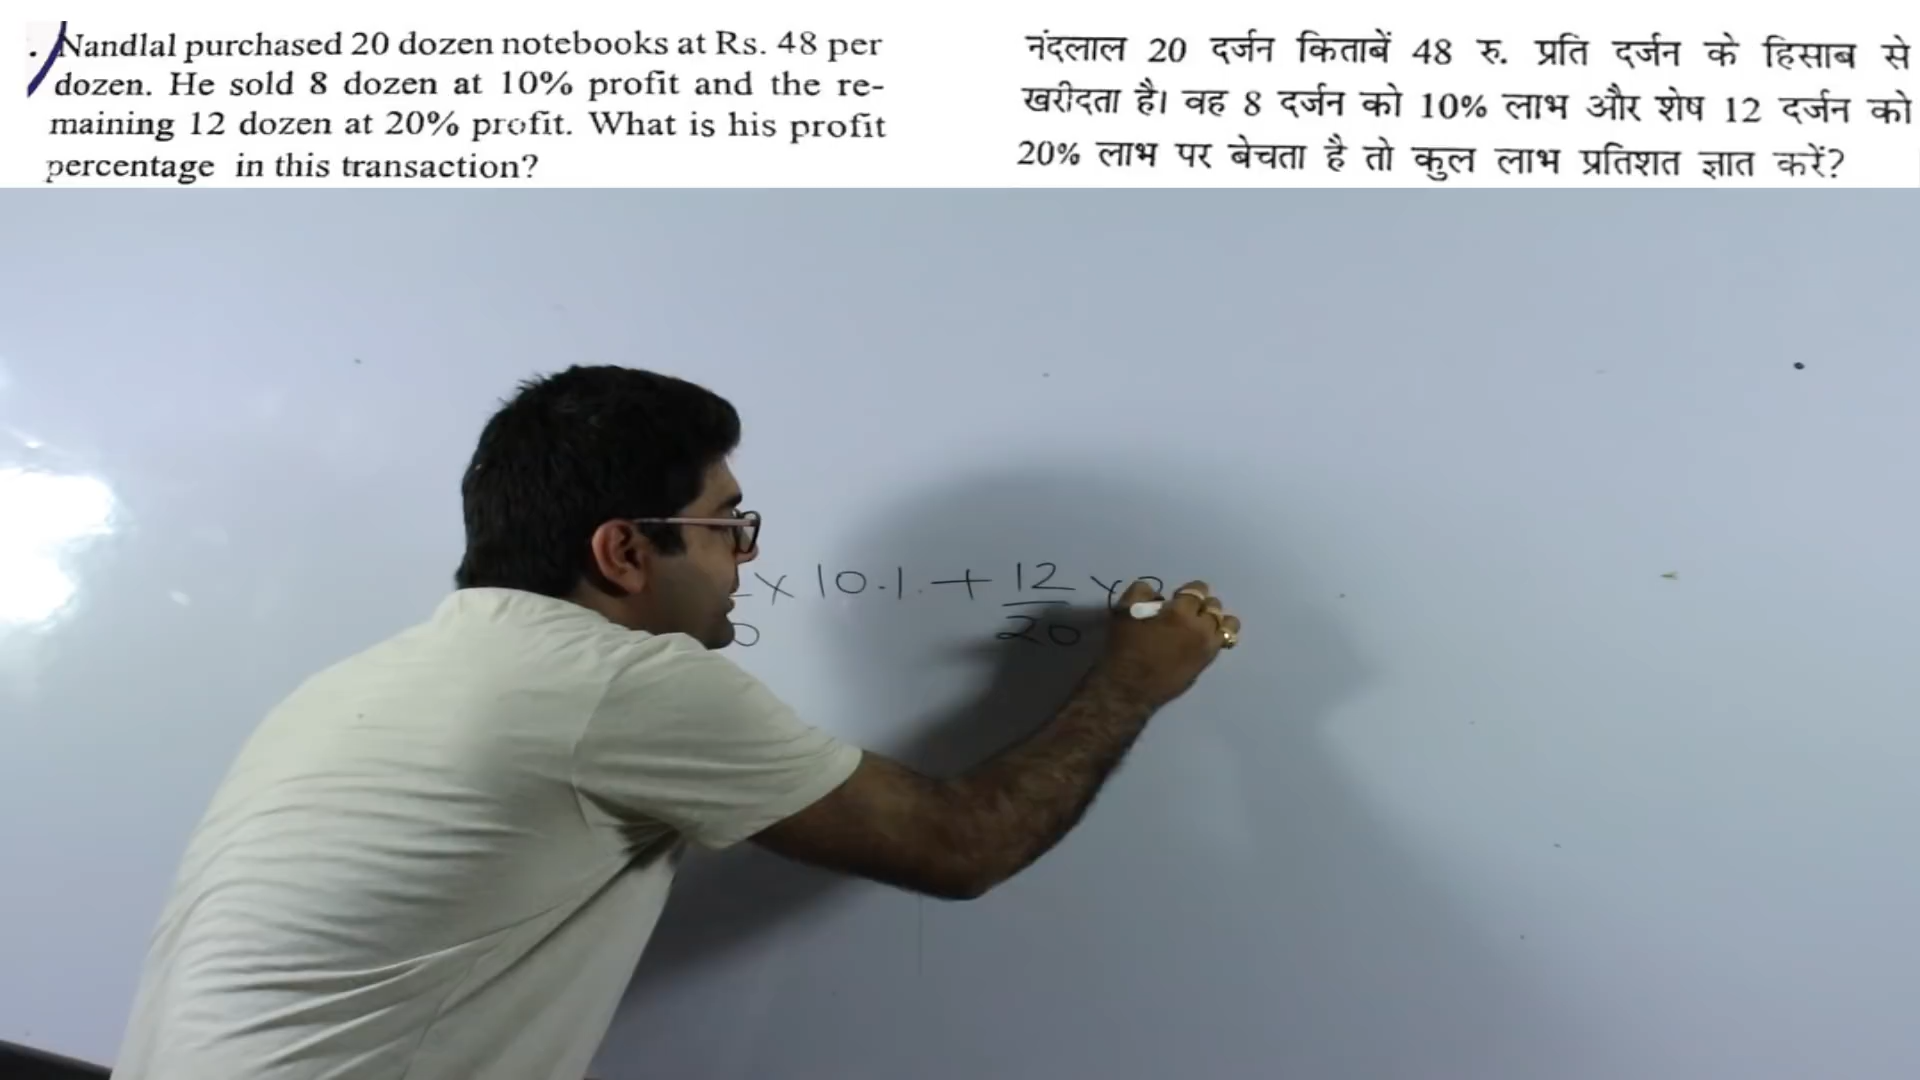 . Nandlal purchased 20 dozen notebooks at Rs. 48 per
dozen. He sold 8 dozen at 10% profit and the re-
maining 12 dozen at 20% profit. What is his profit
percentage in this transaction?
नंदलाल 20 दर्जन किताबें 48 रु. प्रति दर्जन के हिसाब से
खरीदता है। वह 8 दर्जन को 10% लाभ और शेष 12 दर्जन को
20% लाभ पर बेचता है तो कुल लाभ प्रतिशत ज्ञात करें?
× 10.1. + 12 ×
20